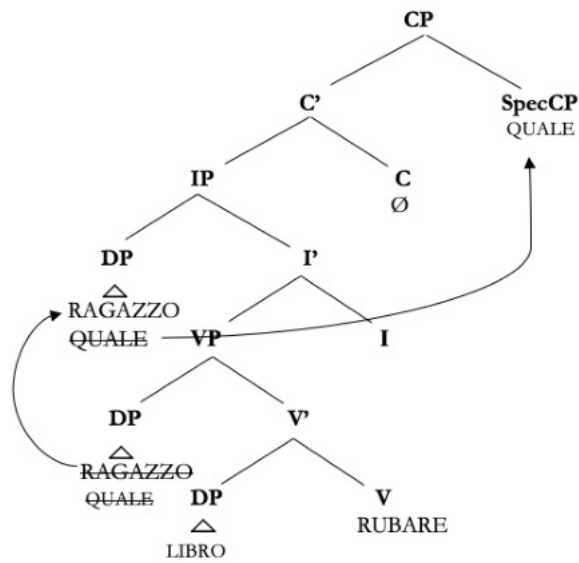 CP
C’ SpecCP
QUALE
IP C
Ø
DP I’
RAGAZZO
QUALE VP I
DP V’
RAGAZZO
QUALE DP V
RUBARE
LIBRO